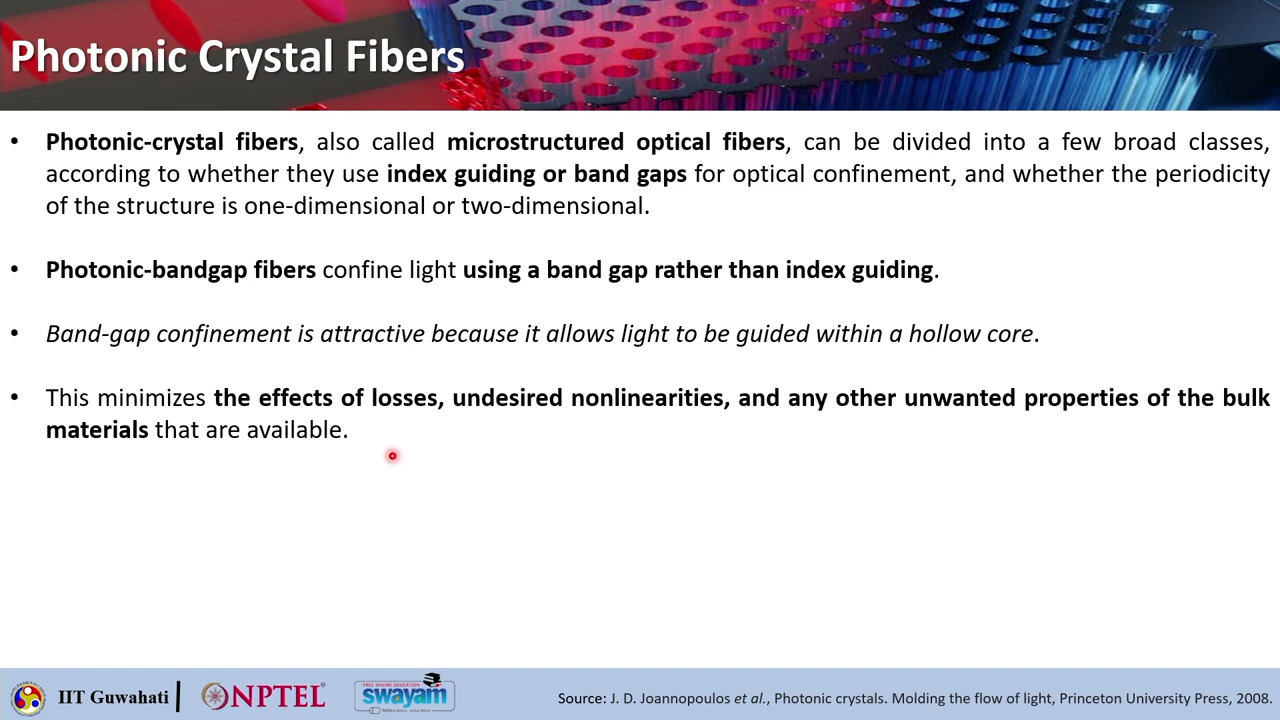 Photonic Crystal Fibers
• Photonic-crystal fibers, also called microstructured optical fibers, can be divided into a few broad classes,
according to whether they use index guiding or band gaps for optical confinement, and whether the periodicity
of the structure is one-dimensional or two-dimensional.
• Photonic-bandgap fibers confine light using a band gap rather than index guiding.
• Band-gap confinement is attractive because it allows light to be guided within a hollow core.
• This minimizes the effects of losses, undesired nonlinearities, and any other unwanted properties of the bulk
materials that are available.
IIT Guwahati
NPTEL
FREE ONLINE EDUCATION
swayam
Source: J. D. Joannopoulos et al., Photonic crystals. Molding the flow of light, Princeton University Press, 2008.